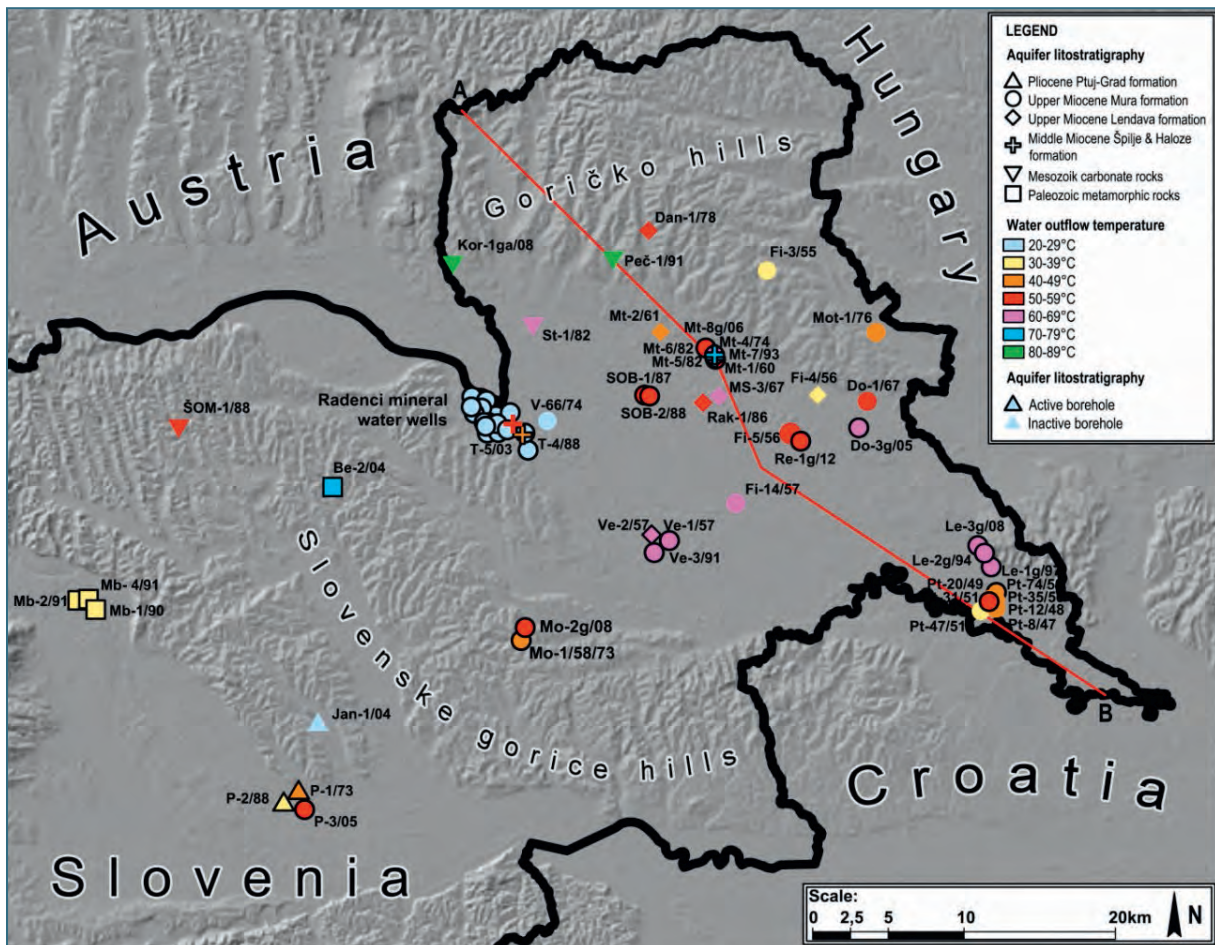 LEGEND
Aquifer litostratigraphy
Pliocene Ptuj-Grad formation
Upper Miocene Mura formation
Upper Miocene Lendava formation
Middle Miocene Špilje & Haloze
formation
Mesozoik carbonate rocks
Paleozoic metamorphic rocks
Water outflow temperature
20-29°C
30-39°C
40-49°C
50-59°C
60-69°C
70-79°C
80-89°C
Aquifer litostratigraphy
Active borehole
Inactive borehole
Hungary
A
Austria
Goričko hills
Dan-1/78
Kor-1ga/08
Peč-1/91
Fi-3/55
St-1/82
Mt-2/61
Mt-8g/06
Mot-1/76
Mt-4/74
Mt-6/82
Mt-7/93
Mt-5/82
Mt-1/60
SOB-1/87
MS-3/67
Fi-4/56
Do-1/67
Radenci mineral
water wells
V-66/74
SOB-2/88
Rak-1/86
ŠOM-1/88
T-5/03
T-4/88
Fi-5/56
Do-3g/05
Re-1g/12
Be-2/04
Fi-14/57
Ve-2/57
Ve-1/57
Le-3g/08
Ve-3/91
Le-2g/94
Le-1g/97
Mb- 4/91
Mb-2/91
Mb-1/90
Pt-20/49
Pt-74/5
31/51
Pt-35/5
Pt-12/48
Pt-47/51
Pt-8/47
Mo-2g/08
Mo-1/58/73
Slovenske gorice hills
B
Jan-1/04
Croatia
P-1/73
P-2/88
P-3/05
Slovenia
Scale:
0 2,5 5 10 20km
N